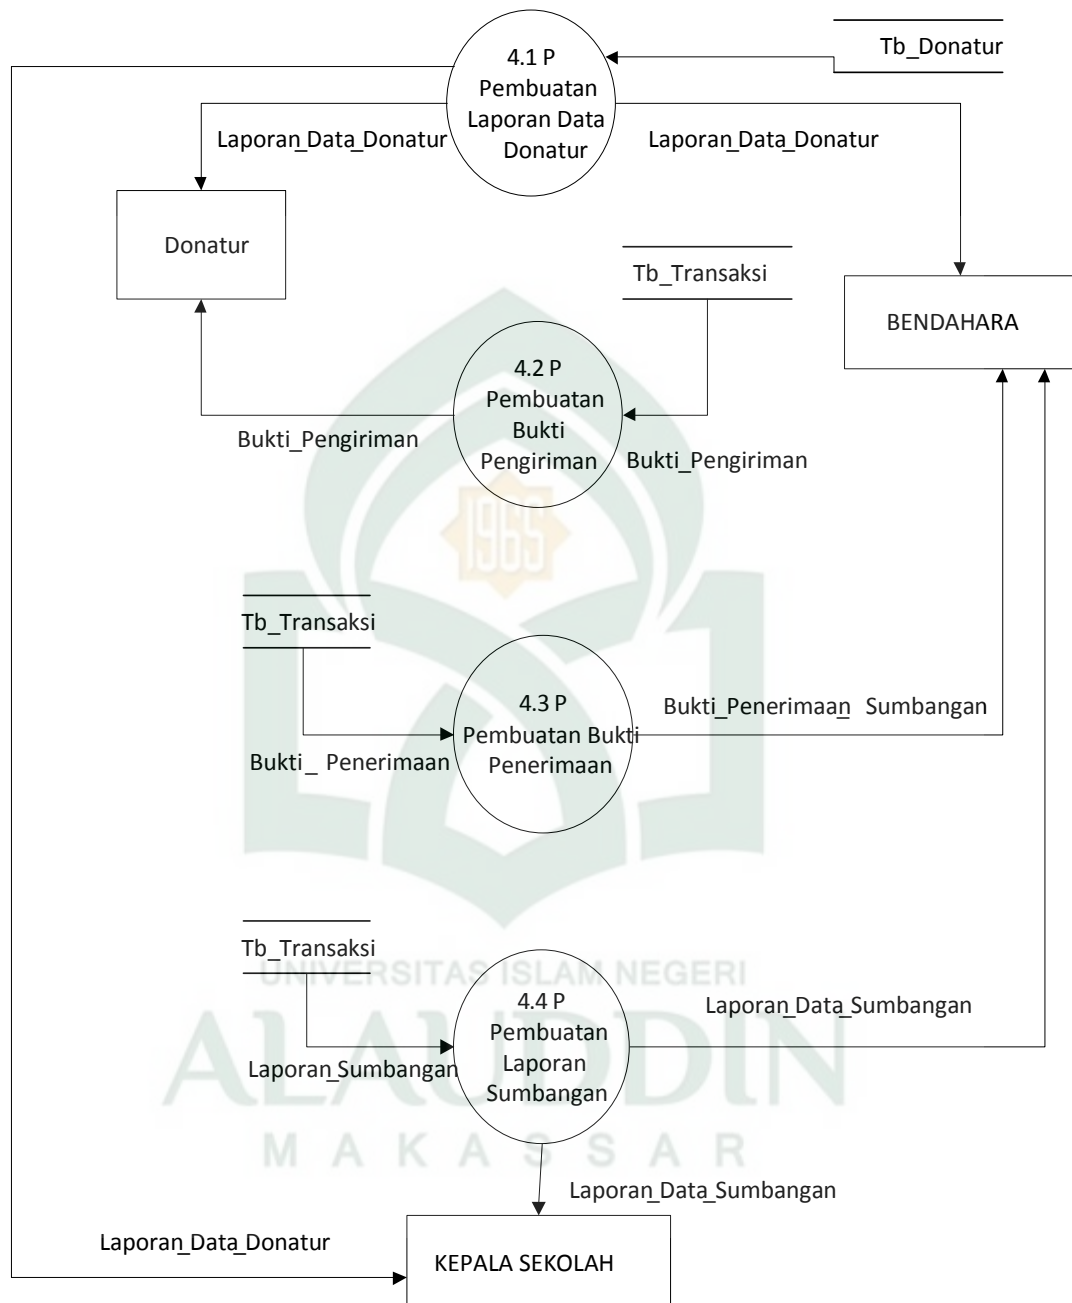 4.1 P
Pembuatan
Laporan Data
Donatur
Tb_Donatur
Laporan_Data_Donatur
Laporan_Data_Donatur
Donatur
Tb_Transaksi
BENDAHARA
4.2 P
Pembuatan
Bukti
Pengiriman
Bukti_Pengiriman
Bukti_Pengiriman
1965
Tb_Transaksi
4.3 P
Pembuatan Bukti
Penerimaan
Bukti_Penerimaan Sumbangan
Bukti_ Penerimaan
Tb_Transaksi
UNIVERSITAS ISLAM NEGERI
4.4 P
Pembuatan
Laporan
Sumbangan
Laporan_Data_Sumbangan
Laporan_Sumbangan
ALAUDDIN
MAKASSAR
Laporan_Data_Sumbangan
Laporan_Data_Donatur
KEPALA SEKOLAH